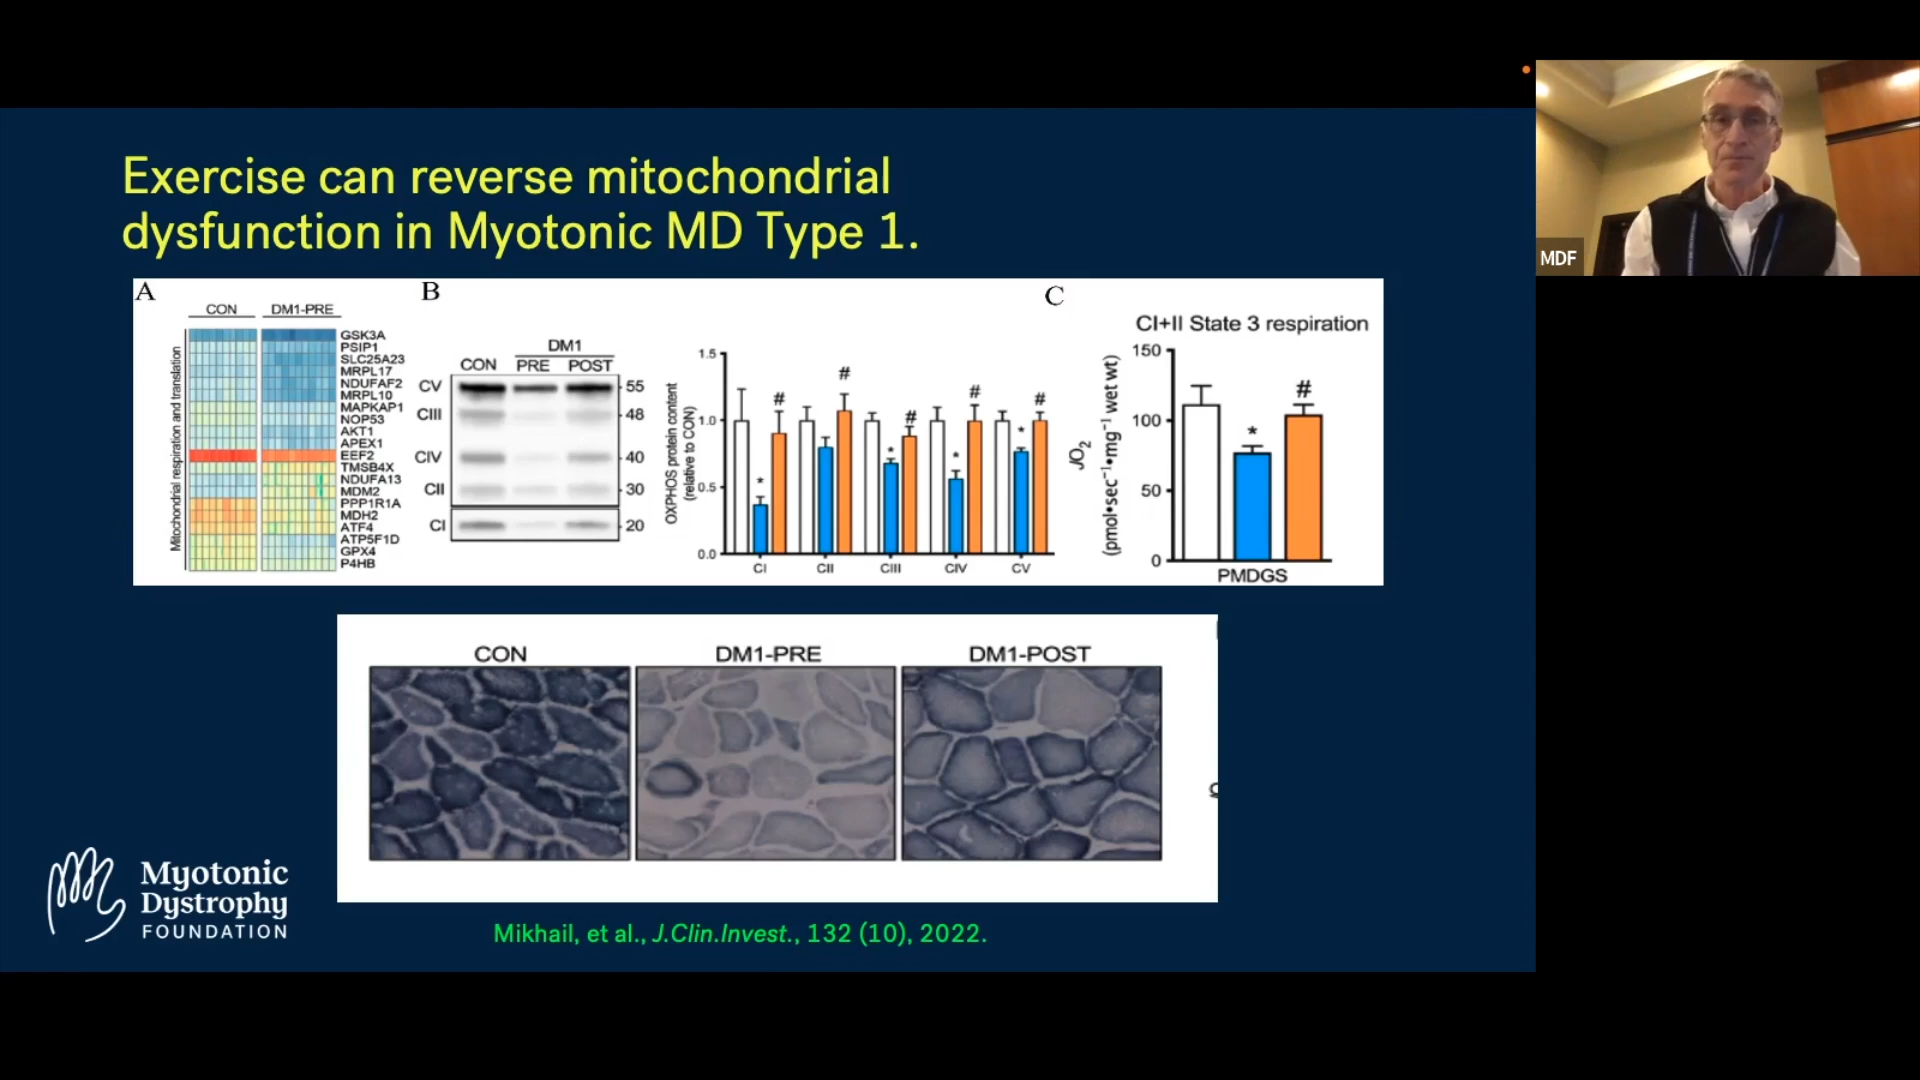 Exercise can reverse mitochondrial
dysfunction in Myotonic MD Type 1.
A
CON
DM1-PRE
Mitochondrial respiration and translation
GSK3A
PSIP1
SLC25A23
MRPL17
NDUFAF2
MRPL10
MAPKAP1
NOP53
AKT1
APEX1
EEF2
TMSB4X
NDUFA13
MDM2
PPP1R1A
MDH2
ATF4
ATP5F1D
GPX4
P4HB
B
DM1
CON PRE POST
CV 55
CIII 48
CIV 40
CII 30
CI 20
OXPHOS protein content
(relative to CON)
1.5
1.0
0.5
0.0
* # # * # * # * #
CI CII CIII CIV CV
C
CI+II State 3 respiration
JO2
(pmol•sec⁻¹•mg⁻¹ wet wt)
150
100
50
0
* #
PMDGS
CON DM1-PRE DM1-POST
Myotonic
Dystrophy
FOUNDATION
Mikhail, et al., J.Clin.Invest., 132 (10), 2022.
MDF